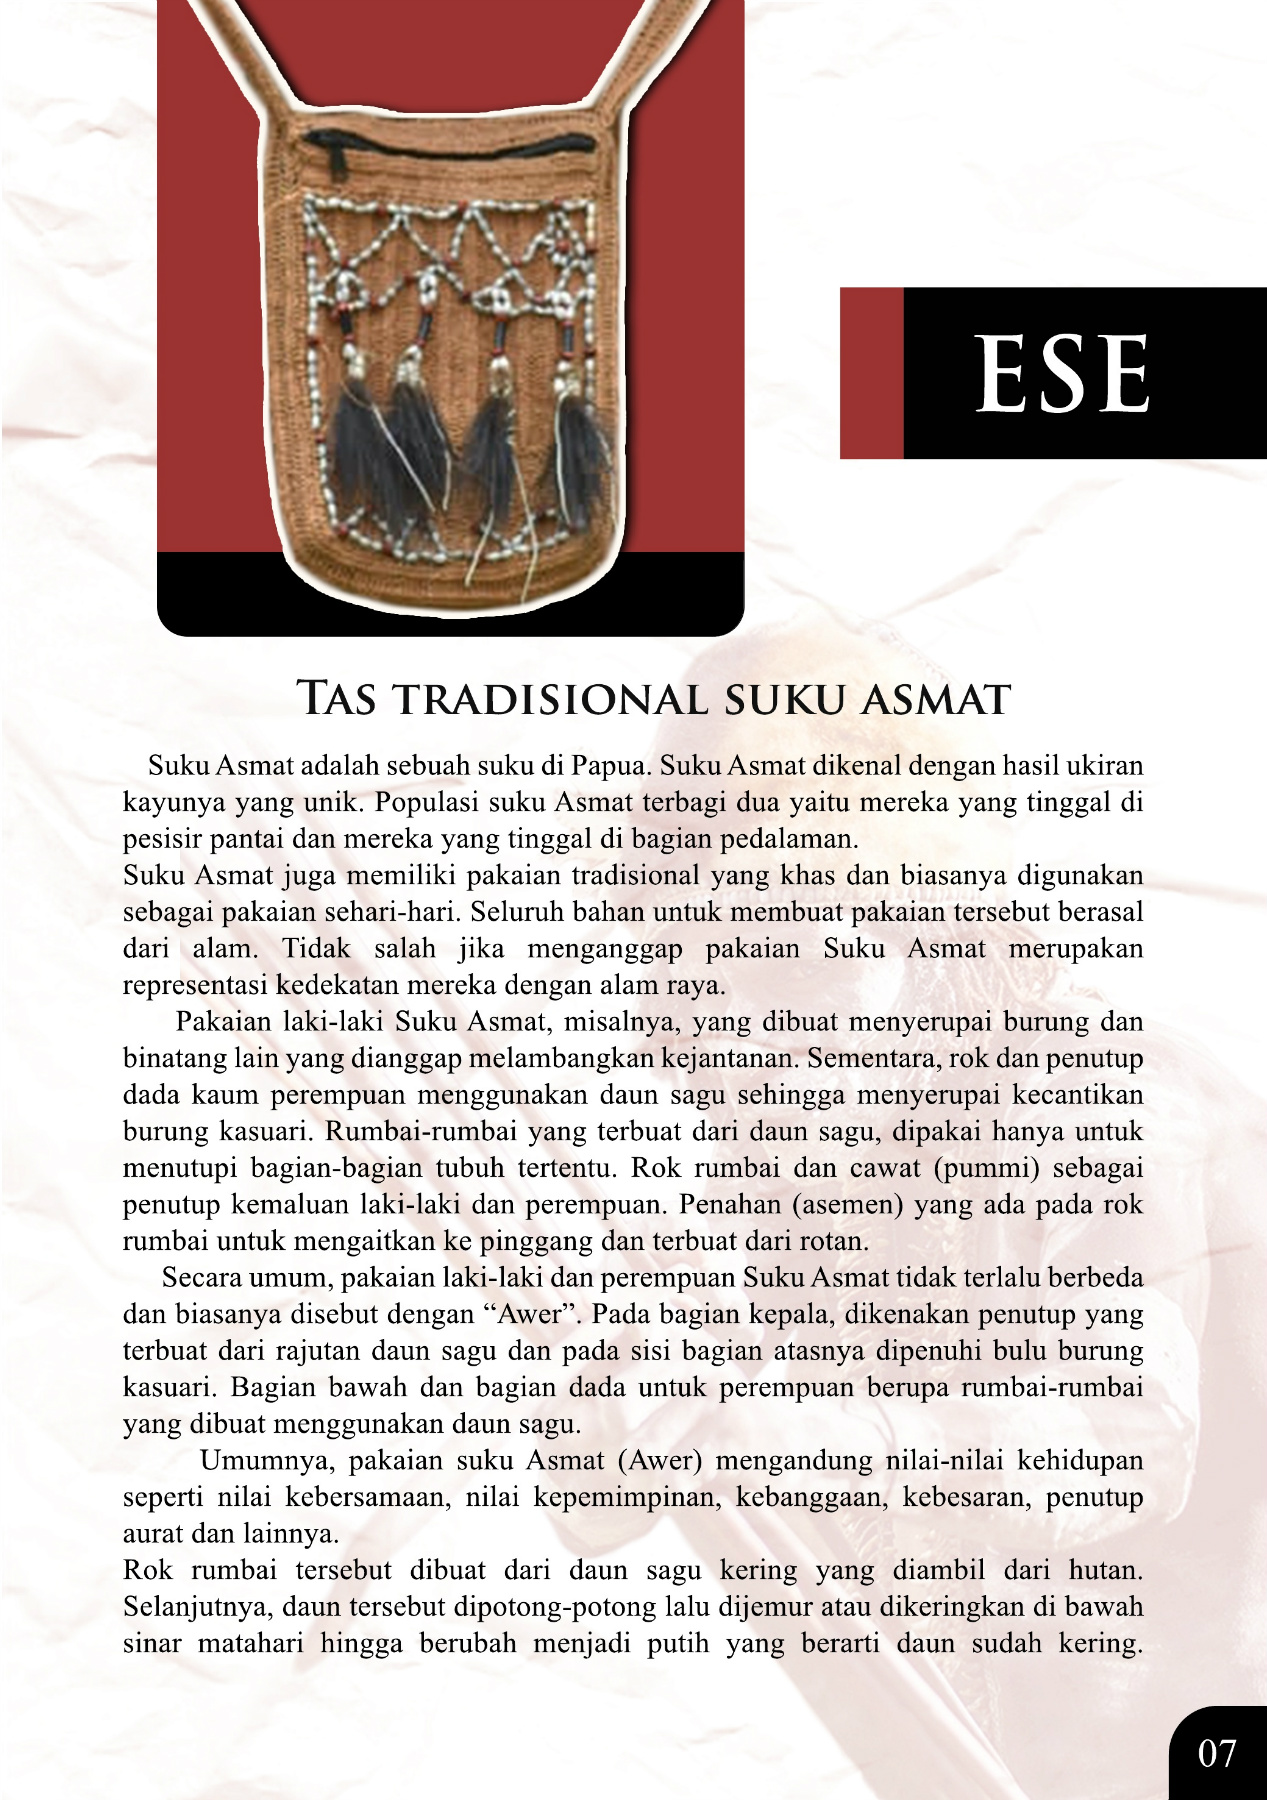 ESE
TAS TRADISIONAL SUKU ASMAT
Suku Asmat adalah sebuah suku di Papua. Suku Asmat dikenal dengan hasil ukiran
kayunya yang unik. Populasi suku Asmat terbagi dua yaitu mereka yang tinggal di
pesisir pantai dan mereka yang tinggal di bagian pedalaman.
Suku Asmat juga memiliki pakaian tradisional yang khas dan biasanya digunakan
sebagai pakaian sehari-hari. Seluruh bahan untuk membuat pakaian tersebut berasal
dari alam. Tidak salah jika menganggap pakaian Suku Asmat merupakan
representasi kedekatan mereka dengan alam raya.
Pakaian laki-laki Suku Asmat, misalnya, yang dibuat menyerupai burung dan
binatang lain yang dianggap melambangkan kejantanan. Sementara, rok dan penutup
dada kaum perempuan menggunakan daun sagu sehingga menyerupai kecantikan
burung kasuari. Rumbai-rumbai yang terbuat dari daun sagu, dipakai hanya untuk
menutupi bagian-bagian tubuh tertentu. Rok rumbai dan cawat (pummi) sebagai
penutup kemaluan laki-laki dan perempuan. Penahan (asemen) yang ada pada rok
rumbai untuk mengaitkan ke pinggang dan terbuat dari rotan.
Secara umum, pakaian laki-laki dan perempuan Suku Asmat tidak terlalu berbeda
dan biasanya disebut dengan “Awer”. Pada bagian kepala, dikenakan penutup yang
terbuat dari rajutan daun sagu dan pada sisi bagian atasnya dipenuhi bulu burung
kasuari. Bagian bawah dan bagian dada untuk perempuan berupa rumbai-rumbai
yang dibuat menggunakan daun sagu.
Umumnya, pakaian suku Asmat (Awer) mengandung nilai-nilai kehidupan
seperti nilai kebersamaan, nilai kepemimpinan, kebanggaan, kebesaran, penutup
aurat dan lainnya.
Rok rumbai tersebut dibuat dari daun sagu kering yang diambil dari hutan.
Selanjutnya, daun tersebut dipotong-potong lalu dijemur atau dikeringkan di bawah
sinar matahari hingga berubah menjadi putih yang berarti daun sudah kering.
07